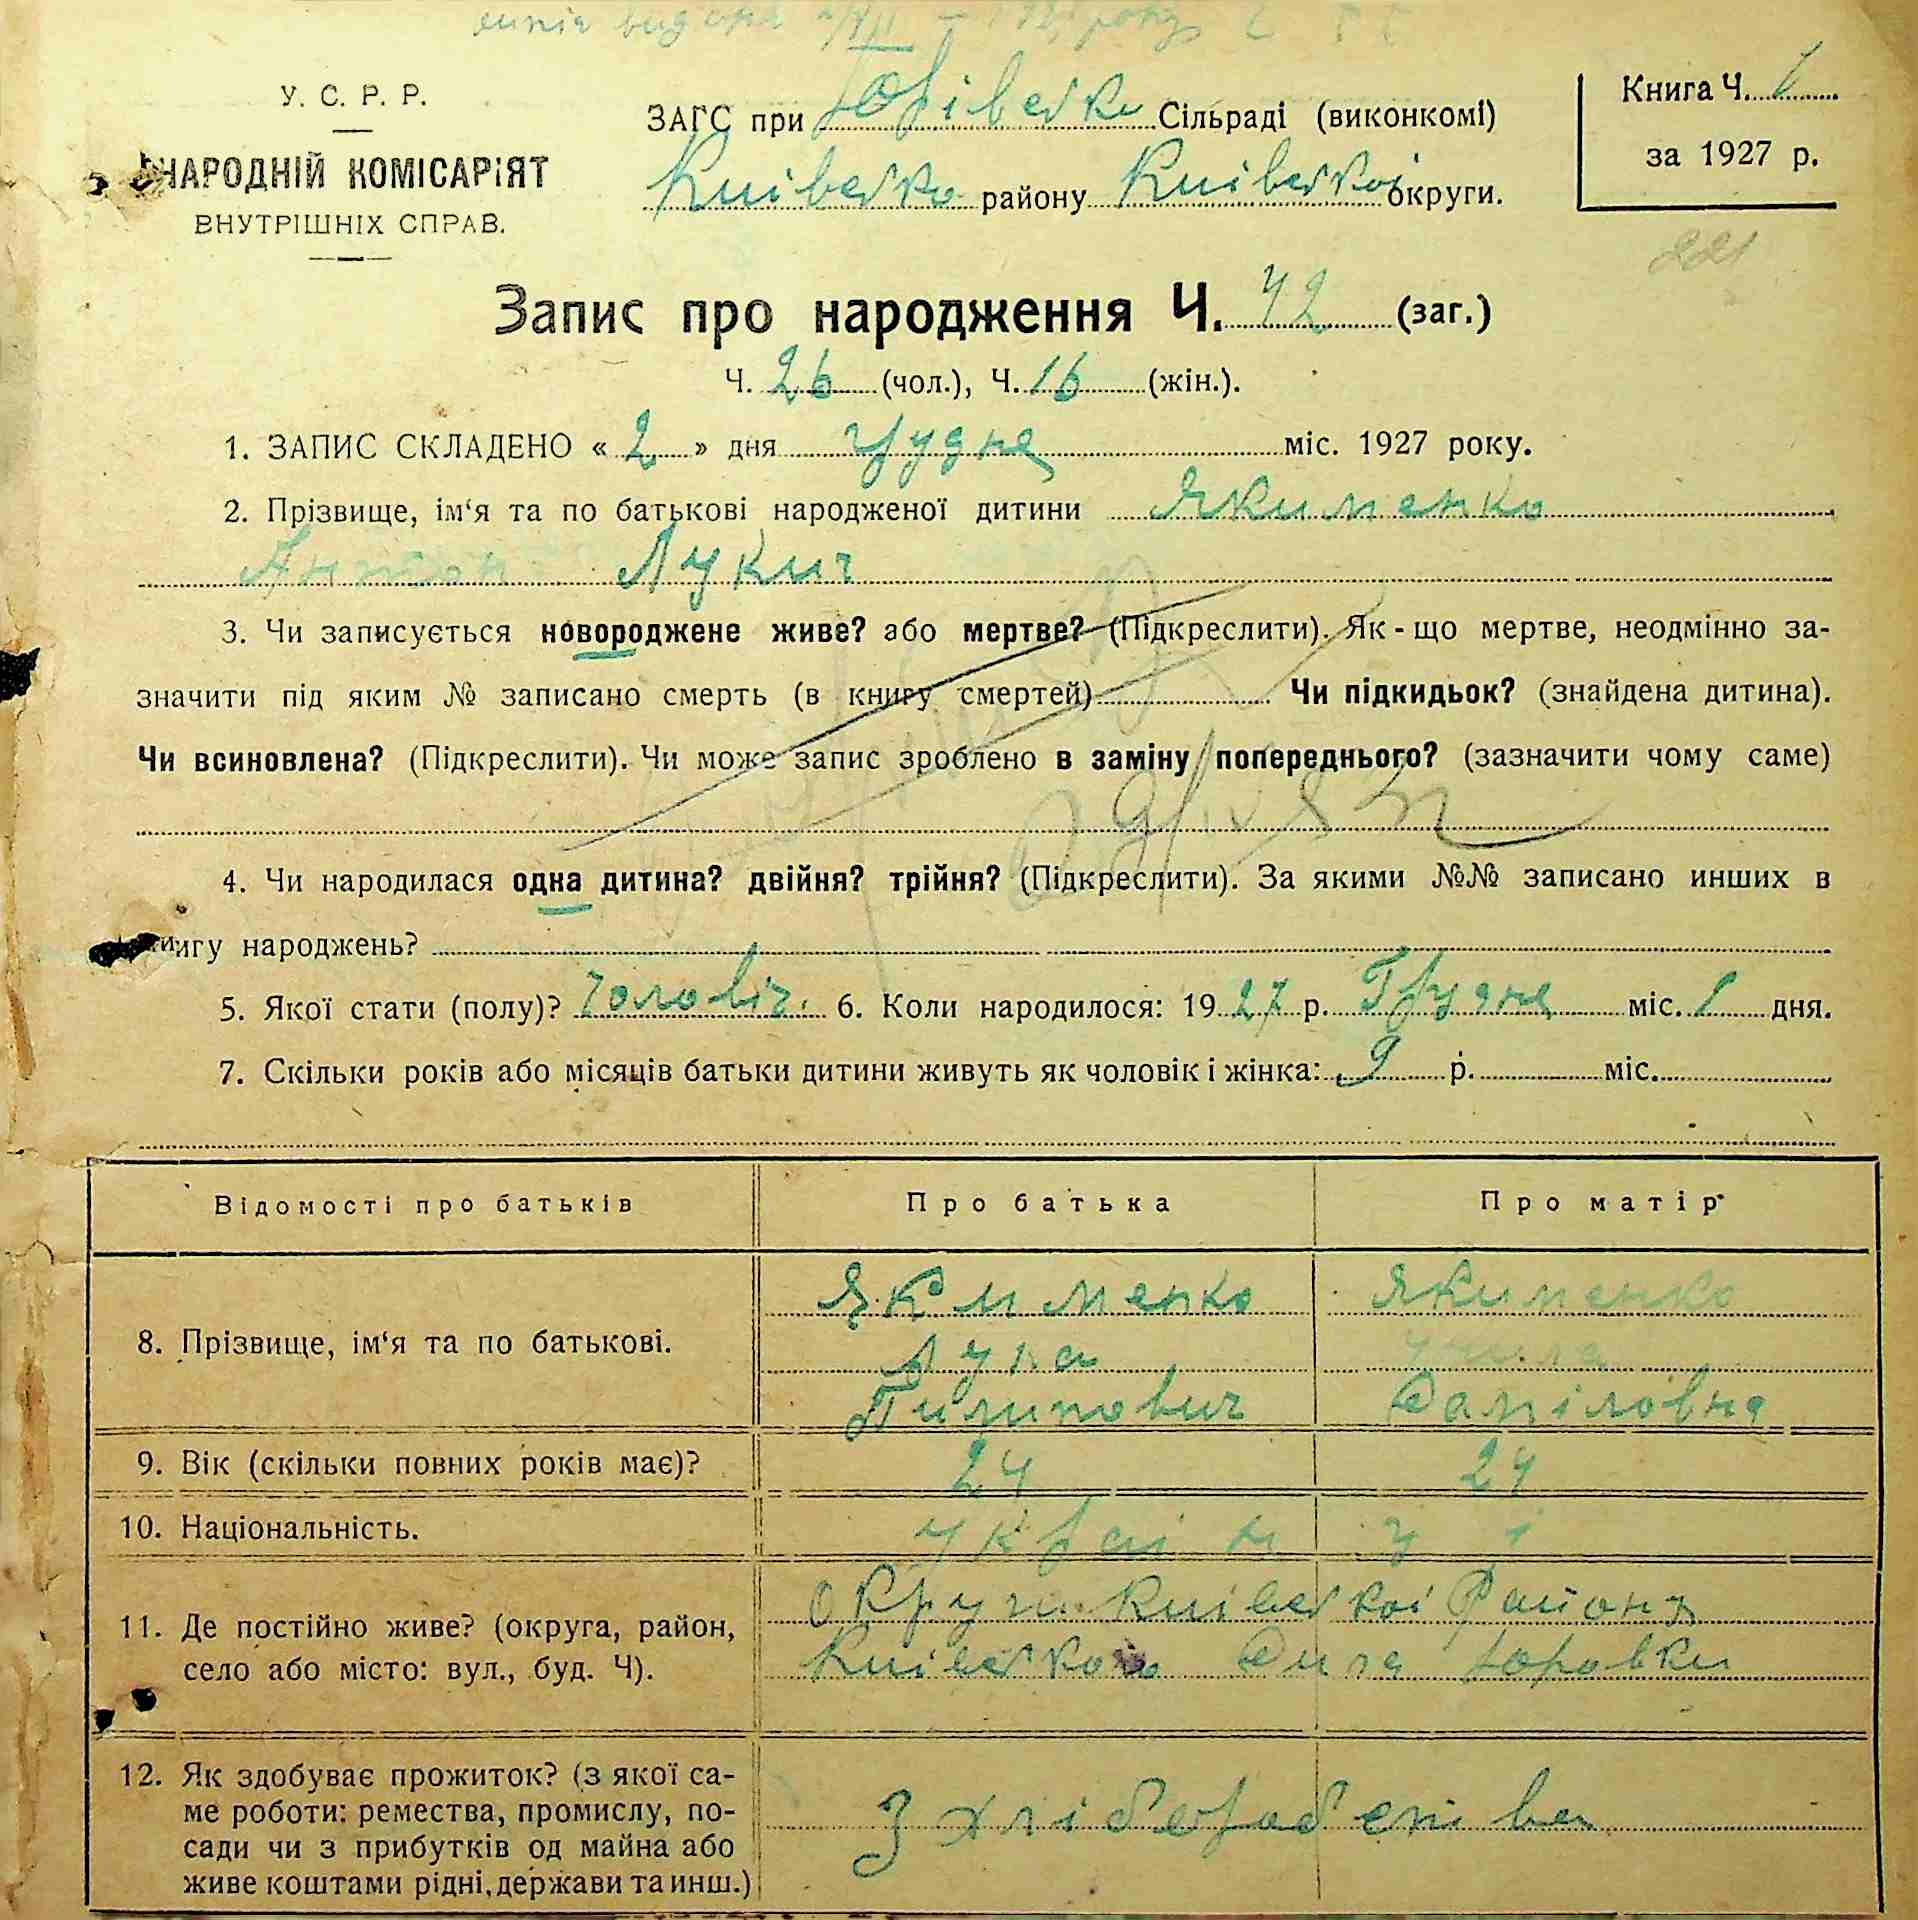 У. С. Р. Р.
НАРОДНІЙ КОМІСАРІЯТ
ВНУТРІШНІХ СПРАВ.
ЗАГС при Юрівській Сільраді (виконкомі)
Київсько району Київської округи.
Книга Ч. 1
за 1927 р.
221
Запис про народження Ч. 42 (заг.)
Ч. 26 (чол.), Ч. 16 (жін.).
1. ЗАПИС СКЛАДЕНО « 2 » дня грудня міс. 1927 року.
2. Прізвище, ім‘я та по батькові народженої дитини Якименко
Антон Лукич
3. Чи записується новороджене живе? або мертве? (Підкреслити). Як-що мертве, неодмінно за-
значити під яким № записано смерть (в книгу смертей) Чи підкидьок? (знайдена дитина).
Чи всиновлена? (Підкреслити). Чи може запис зроблено в заміну попереднього? (зазначити чому саме)
4. Чи народилася одна дитина? двійня? трійня? (Підкреслити). За якими №№ записано инших в
книгу народжень?
5. Якої стати (полу)? чоловіч. 6. Коли народилося: 1927 р. Грудня міс. 1 дня.
7. Скільки років або місяців батьки дитини живуть як чоловік і жінка: 9 р. міс.
Відомості про батьків Про батька Про матір
8. Прізвище, ім‘я та по батькові.
Якименко Якименко
Лука
Пилипович Даніловна
9. Вік (скільки повних років має)? 24 24
10. Національність. українці
11. Де постійно живе? (округа, район,
село або місто: вул., буд. Ч).
Округи Київської Району
Київського Села Юровки
12. Як здобуває прожиток? (з якої са-
ме роботи: ремества, промислу, по-
сади чи з прибутків од майна або
живе коштами рідні, держави та инш.)
З хліборобства